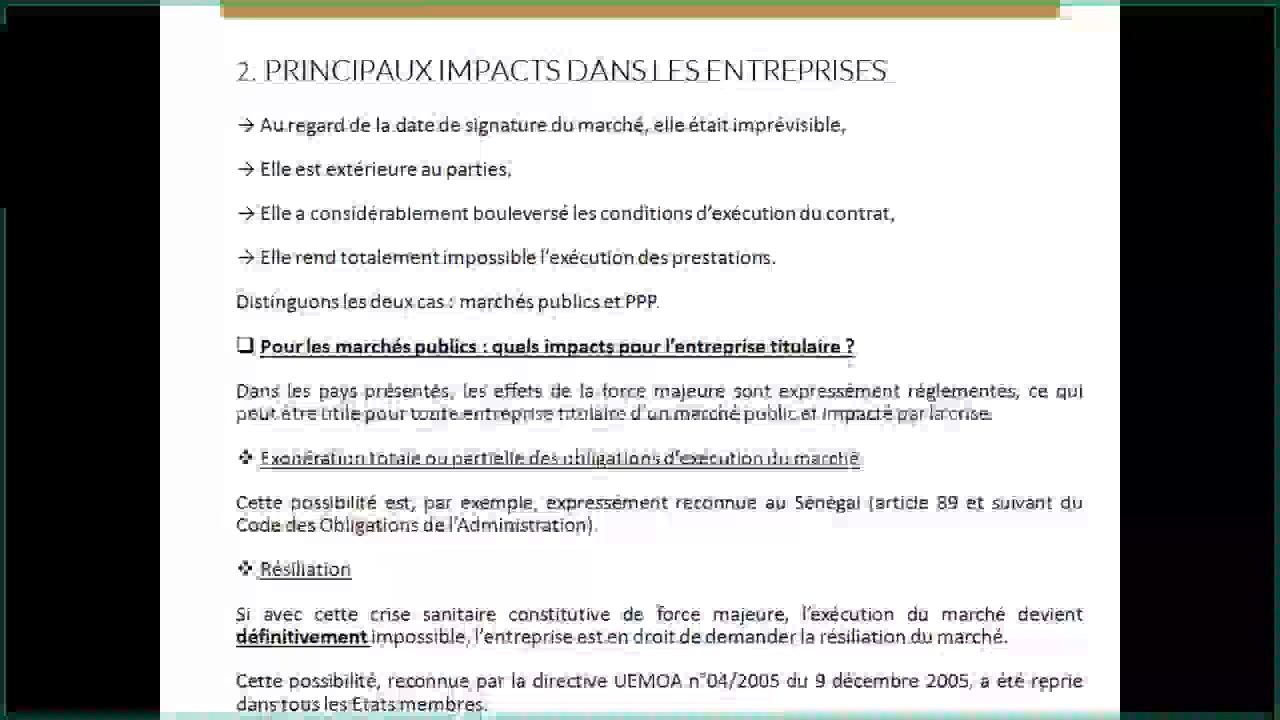 2. PRINCIPAUX IMPACTS DANS LES ENTREPRISES
→ Au regard de la date de signature du marché, elle était imprévisible,
→ Elle est extérieure au parties,
→ Elle a considérablement bouleversé les conditions d'exécution du contrat,
→ Elle rend totalement impossible l'exécution des prestations.
Distinguons les deux cas : marchés publics et PPP.
❑ Pour les marchés publics : quels impacts pour l'entreprise titulaire ?
Dans les pays présentés, les effets de la force majeure sont expressément réglementés, ce qui
peut être utile pour toute entreprise titulaire d'un marché public et impacté par la crise.
❖ Exonération totale ou partielle des obligations d'exécution du marché
Cette possibilité est, par exemple, expressément reconnue au Sénégal (article 89 et suivant du
Code des Obligations de l'Administration).
❖ Résiliation
Si avec cette crise sanitaire constitutive de force majeure, l'exécution du marché devient
définitivement impossible, l'entreprise est en droit de demander la résiliation du marché.
Cette possibilité, reconnue par la directive UEMOA n°04/2005 du 9 décembre 2005, a été reprie
dans tous les Etats membres.